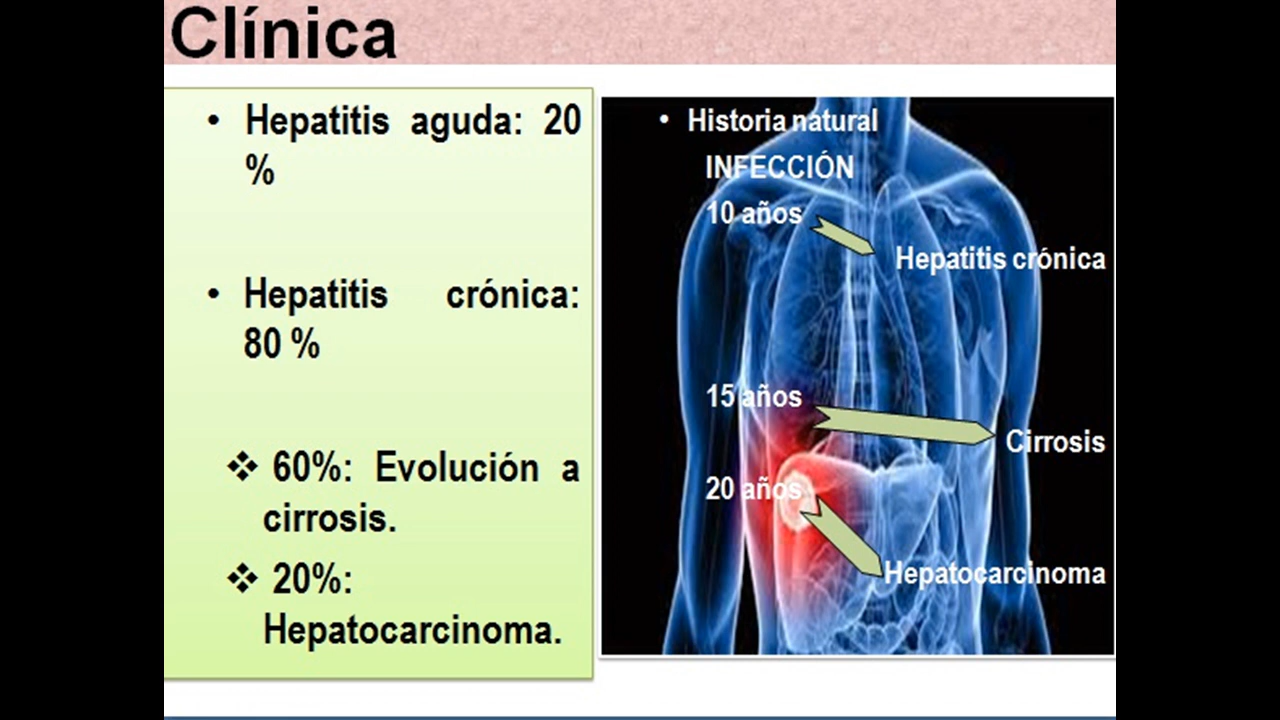 Clínica
• Hepatitis aguda: 20
%
• Hepatitis crónica:
80 %
❖ 60%: Evolución a
cirrosis.
❖ 20%:
Hepatocarcinoma.
• Historia natural
INFECCIÓN
10 años
Hepatitis crónica
15 años
Cirrosis
20 años
Hepatocarcinoma